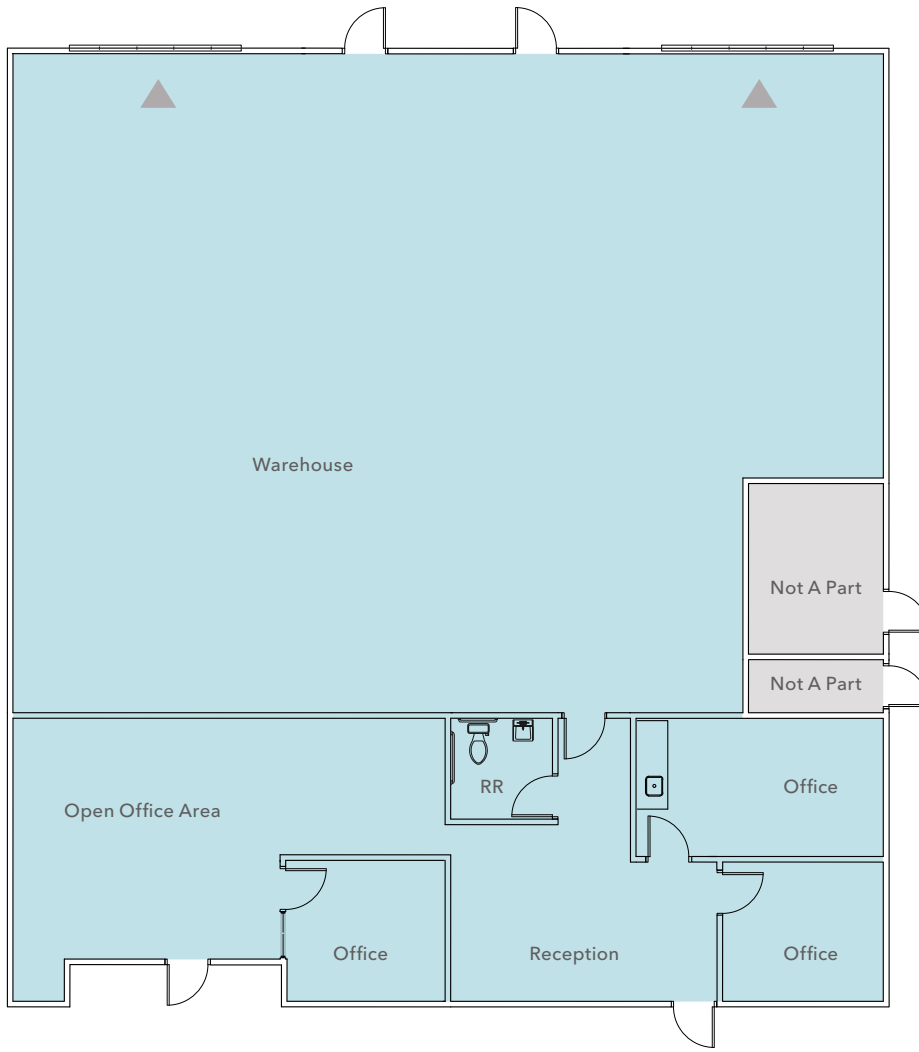 Warehouse
Not A Part
Not A Part
RR
Office
Open Office Area
Office
Reception
Office